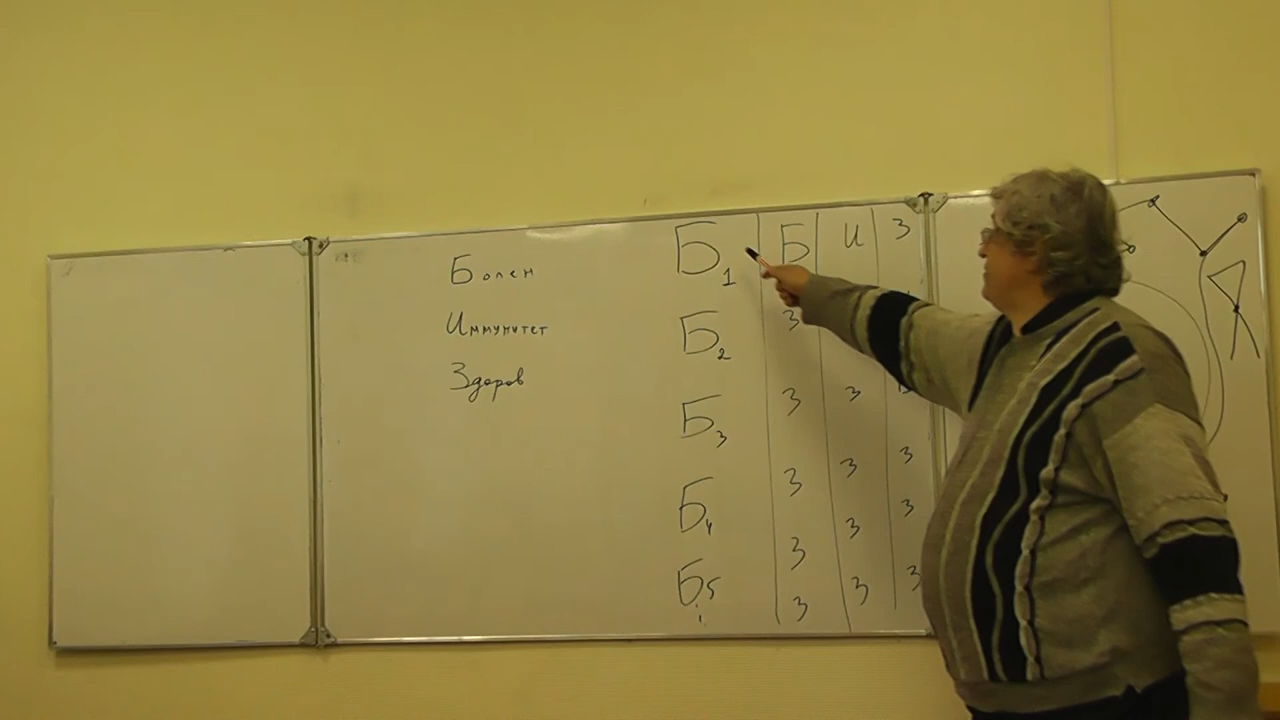 Болен
Иммунитет
Здоров
Б1 Б И З
Б2 З
Б3 З З
Б4 З З З
З З
Б5 З З З